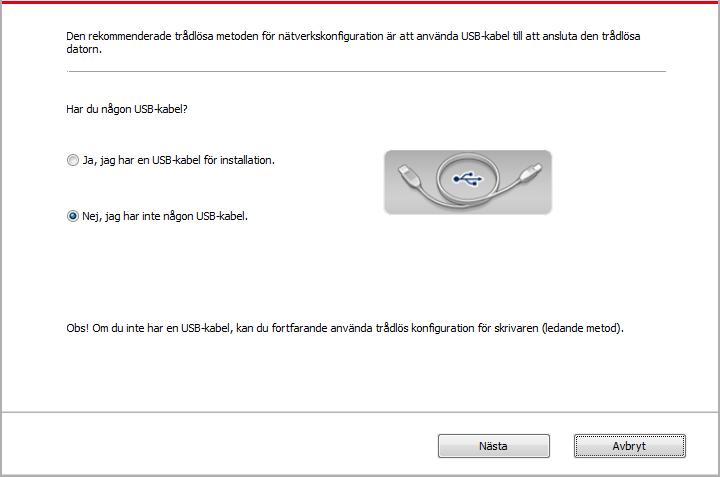 Den rekommenderade trådlösa metoden för nätverkskonfiguration är att använda USB-kabel till att ansluta den trådlösa
datorn.
Har du någon USB-kabel?
Ja, jag har en USB-kabel för installation.
Nej, jag har inte någon USB-kabel.
Obs! Om du inte har en USB-kabel, kan du fortfarande använda trådlös konfiguration för skrivaren (ledande metod).
Nästa
Avbryt